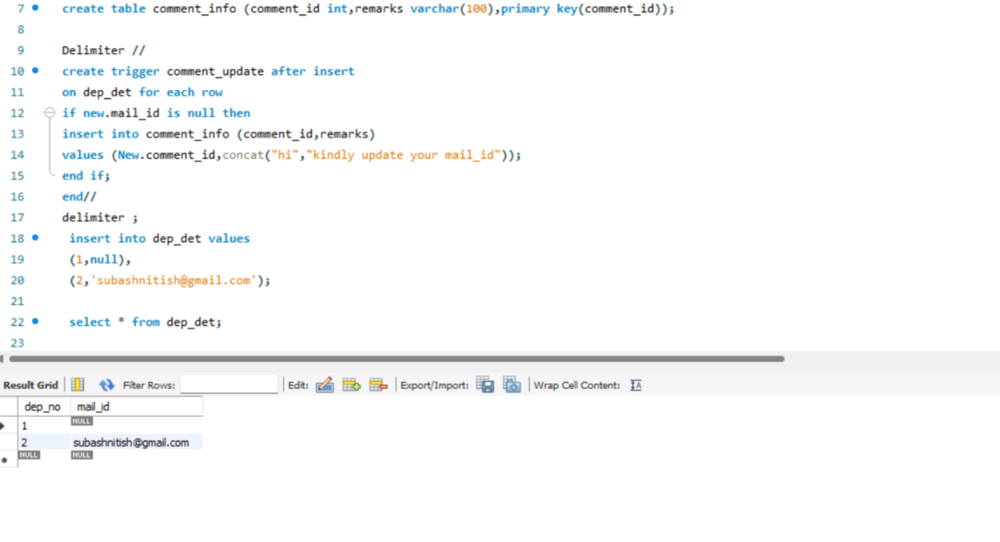 7 create table comment_info (comment_id int,remarks varchar(100),primary key(comment_id));
8
9 Delimiter //
10 create trigger comment_update after insert
11 on dep_det for each row
12 if new.mail_id is null then
13 insert into comment_info (comment_id,remarks)
14 values (New.comment_id,concat("hi","kindly update your mail_id"));
15 end if;
16 end//
17 delimiter ;
18 insert into dep_det values
19 (1,null),
20 (2,'subashnitish@gmail.com');
21
22 select * from dep_det;
23
Result Grid Filter Rows: Edit: Export/Import: Wrap Cell Content: IA
dep_no mail_id
1 NULL
2 subashnitish@gmail.com
NULL NULL